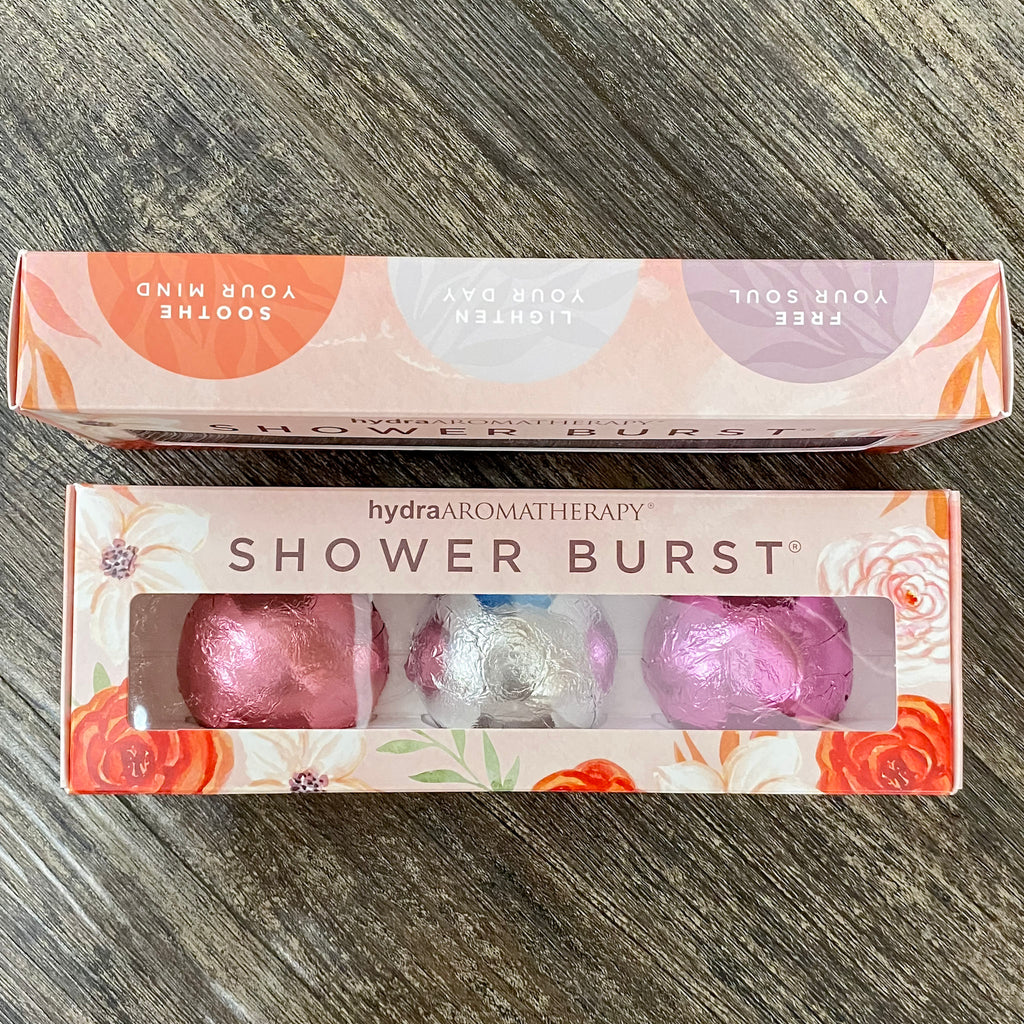 SOOTHE
YOUR MIND
LIGHTEN
YOUR DAY
FREE
YOUR SOUL
hydraAROMATHERAPY®
SHOWER BURST®
hydraAROMATHERAPY®
SHOWER BURST®